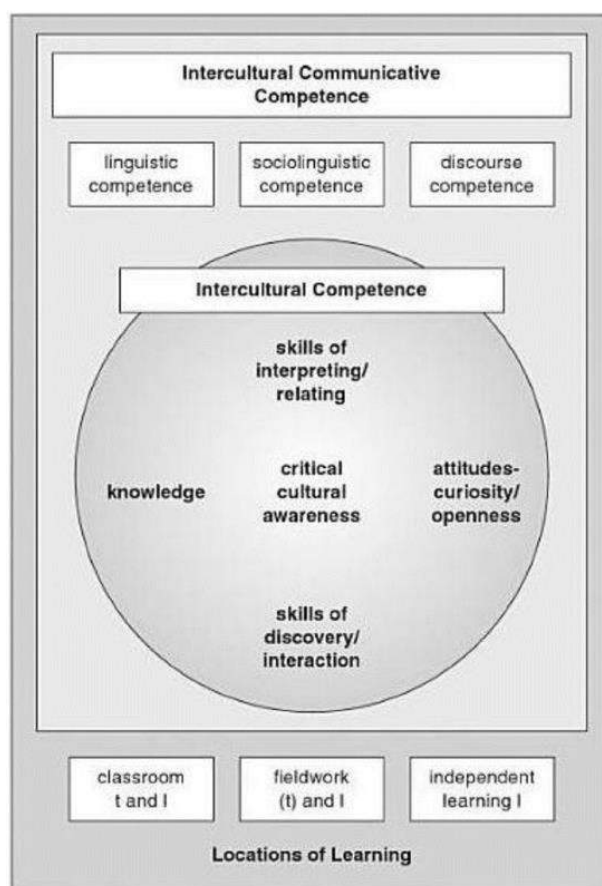 Intercultural Communicative
Competence
linguistic
competence
sociolinguistic
competence
discourse
competence
Intercultural Competence
skills of
interpreting/
relating
knowledge
critical
cultural
awareness
attitudes-
curiosity/
openness
skills of
discovery/
interaction
classroom
t and l
fieldwork
(t) and l
independent
learning l
Locations of Learning